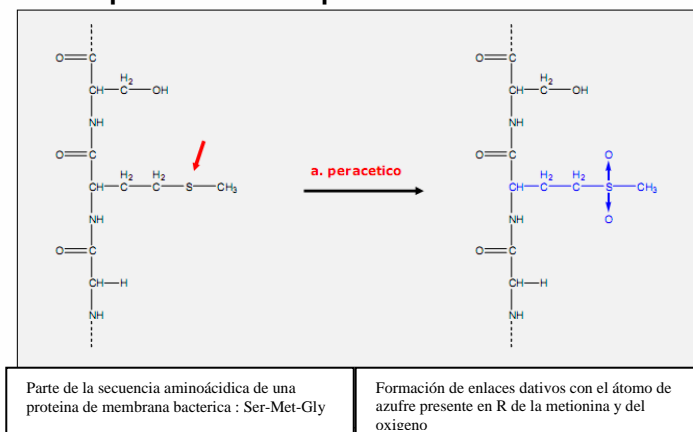 O C O C
H2 H2
CH C OH CH C OH
NH NH
O C O C O
H2 H2 a. peracetico H2 H2
CH C C S CH3 CH C C S CH3
NH NH O
O C O C
CH H CH H
NH NH
Parte de la secuencia aminoácidica de una
proteina de membrana bacterica : Ser-Met-Gly
Formación de enlaces dativos con el átomo de
azufre presente en R de la metionina y del
oxigeno